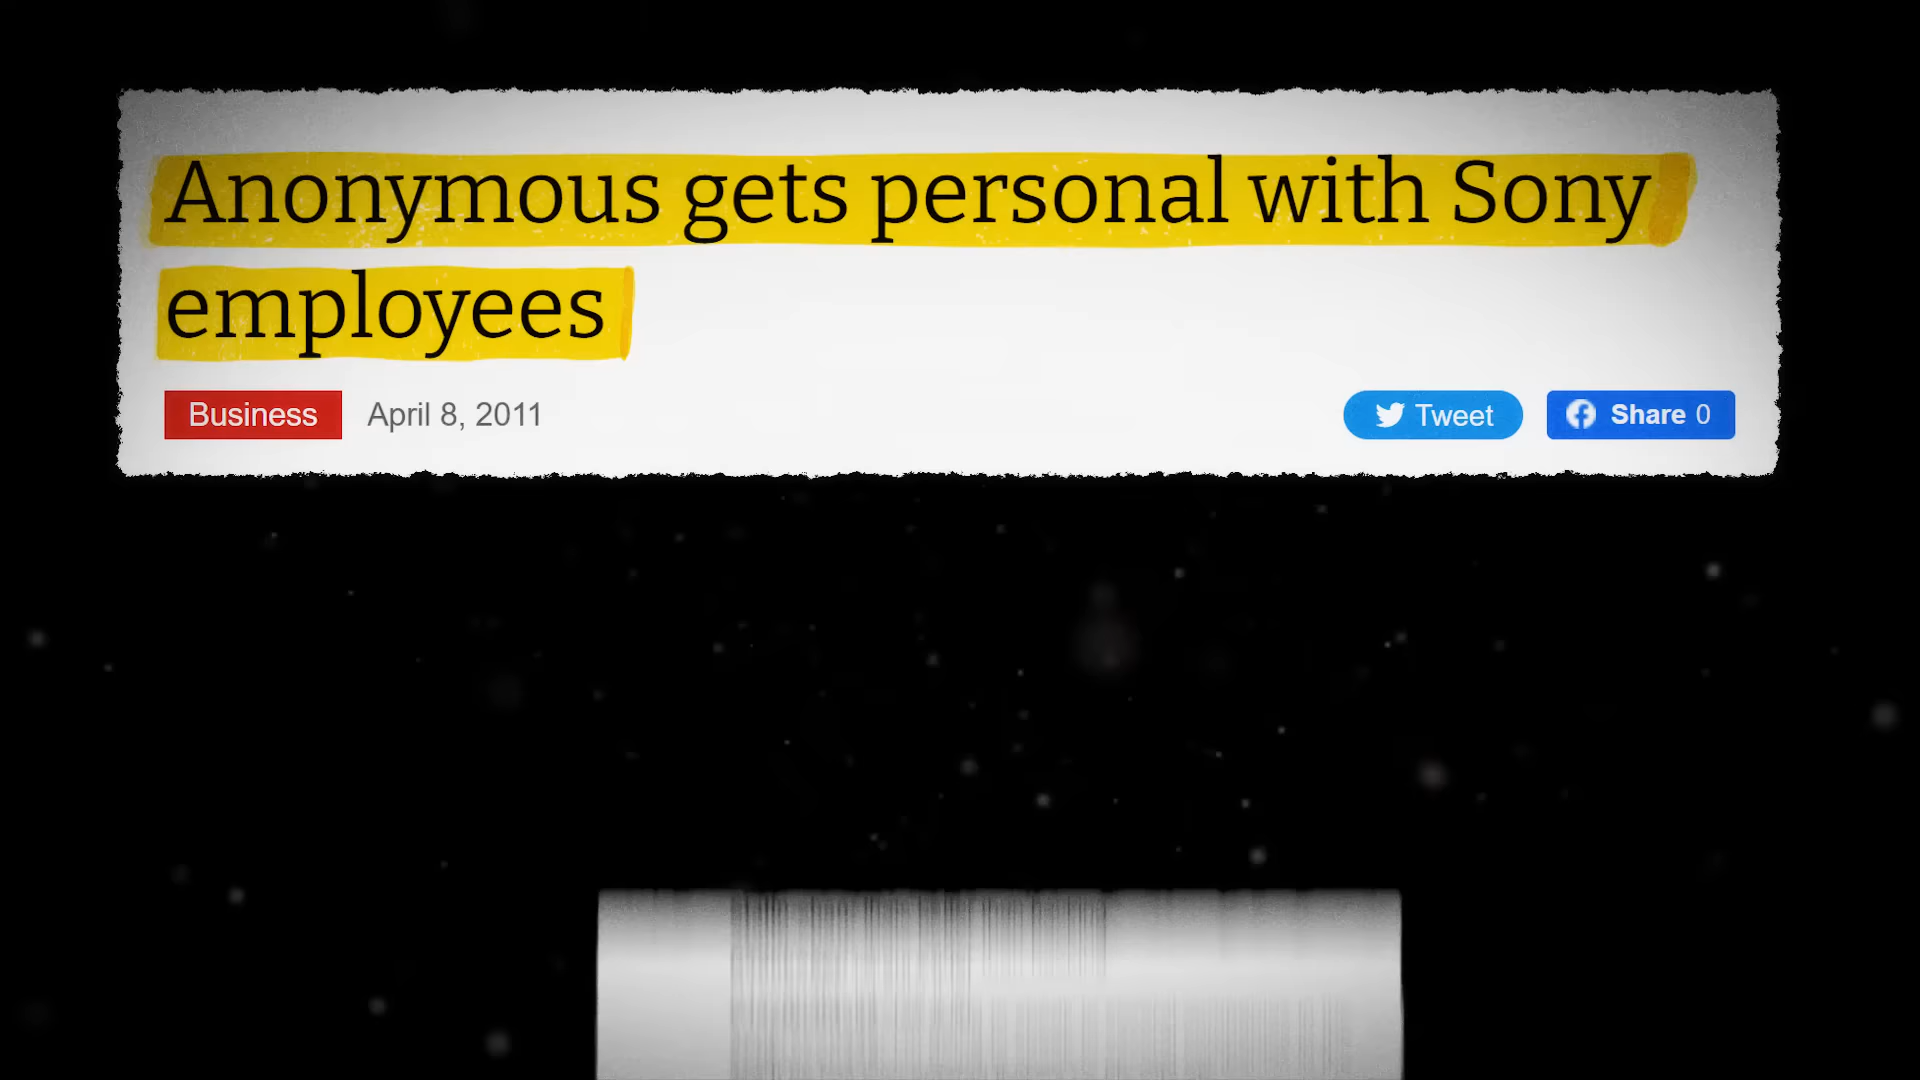 Anonymous gets personal with Sony
employees
Business April 8, 2011 Tweet Share 0